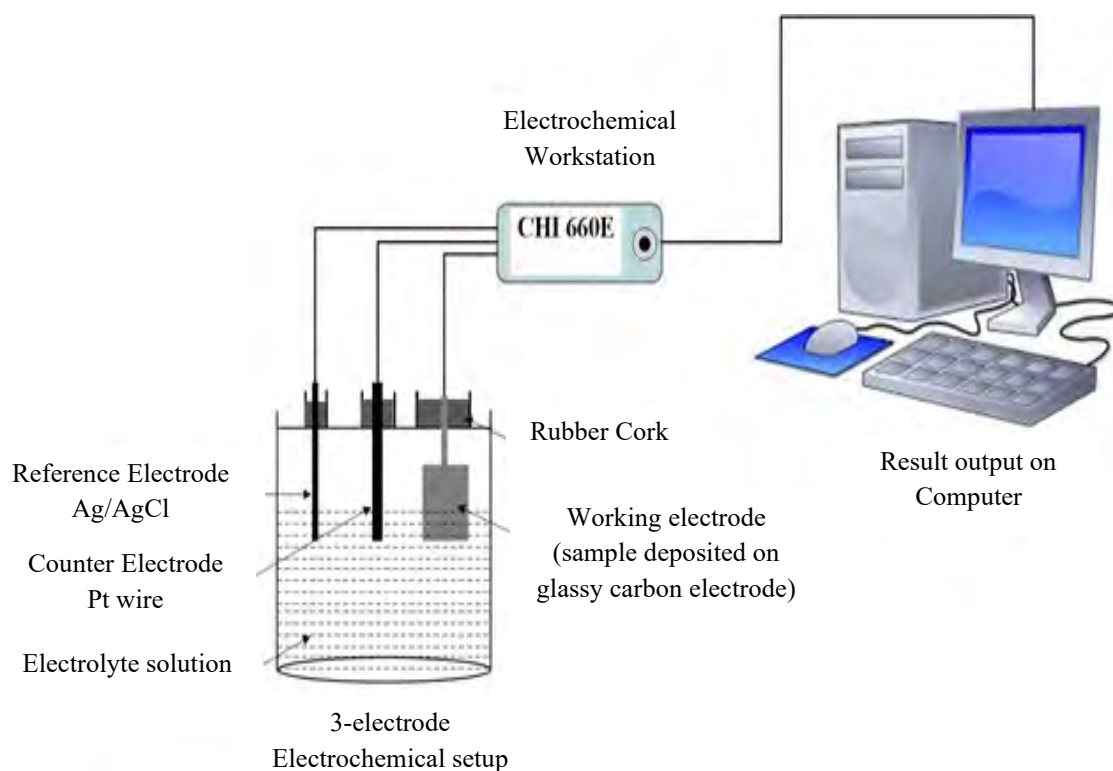 Electrochemical
Workstation
CHI 660E
Rubber Cork
Reference Electrode
Ag/AgCl
Result output on
Computer
Working electrode
(sample deposited on
glassy carbon electrode)
Counter Electrode
Pt wire
Electrolyte solution
3-electrode
Electrochemical setup